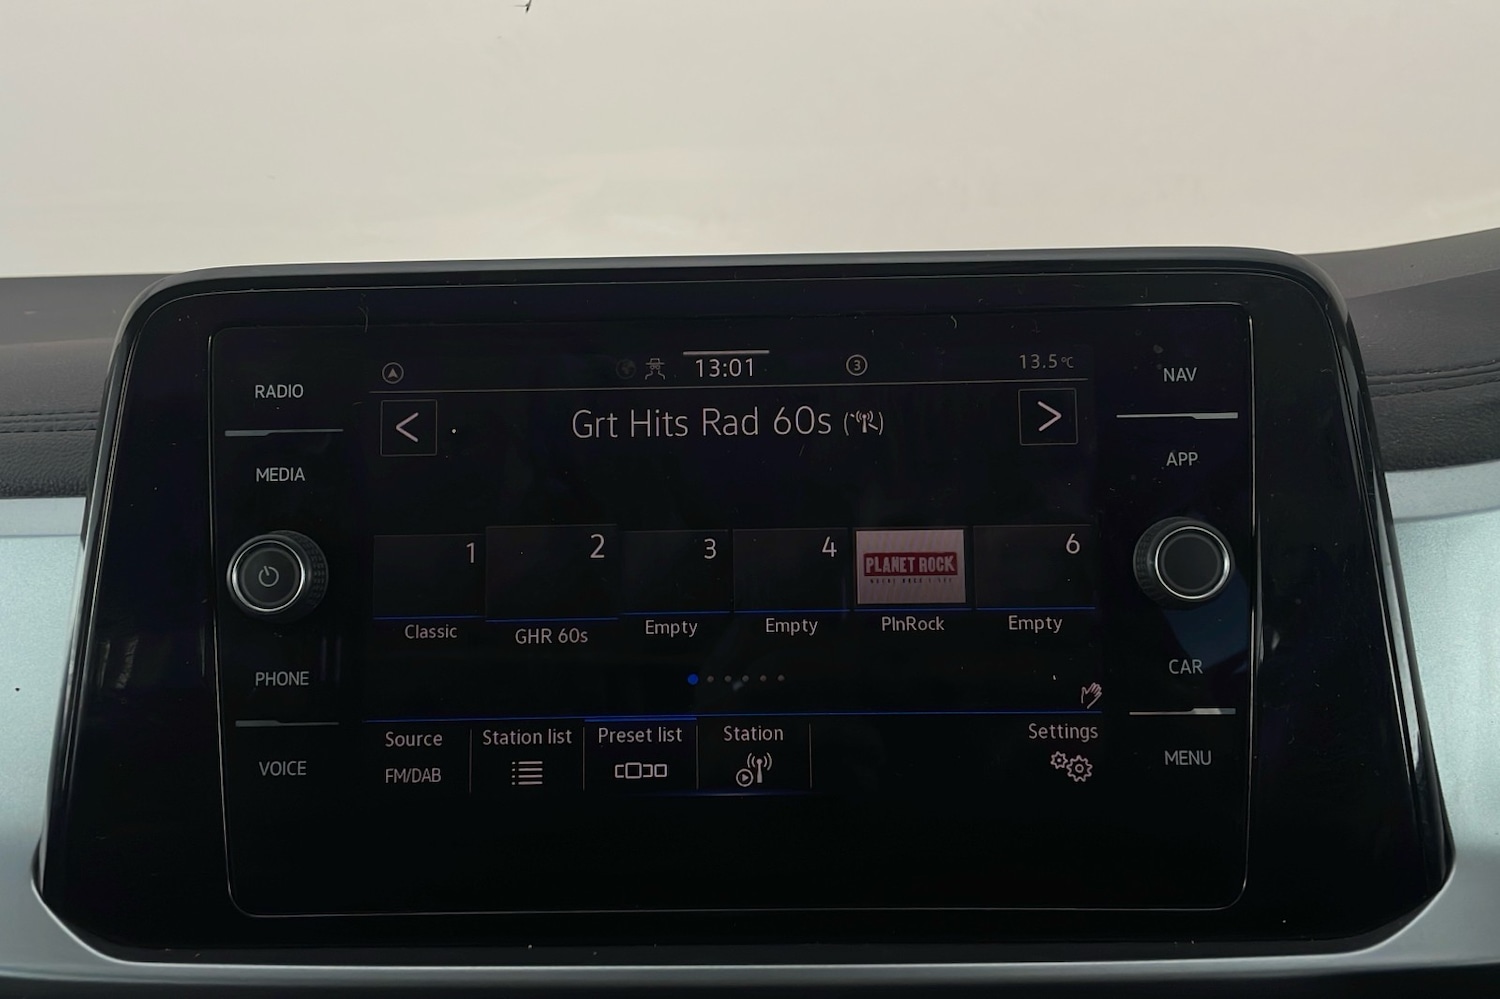 RADIO
MEDIA
PHONE
VOICE
13:01
3
13.5°C
<
Grt Hits Rad 60s
>
1
2
3
4
PLANET ROCK
6
Classic
GHR 60s
Empty
Empty
PlnRock
Empty
Source
FM/DAB
Station list
Preset list
Station
Settings
NAV
APP
CAR
MENU